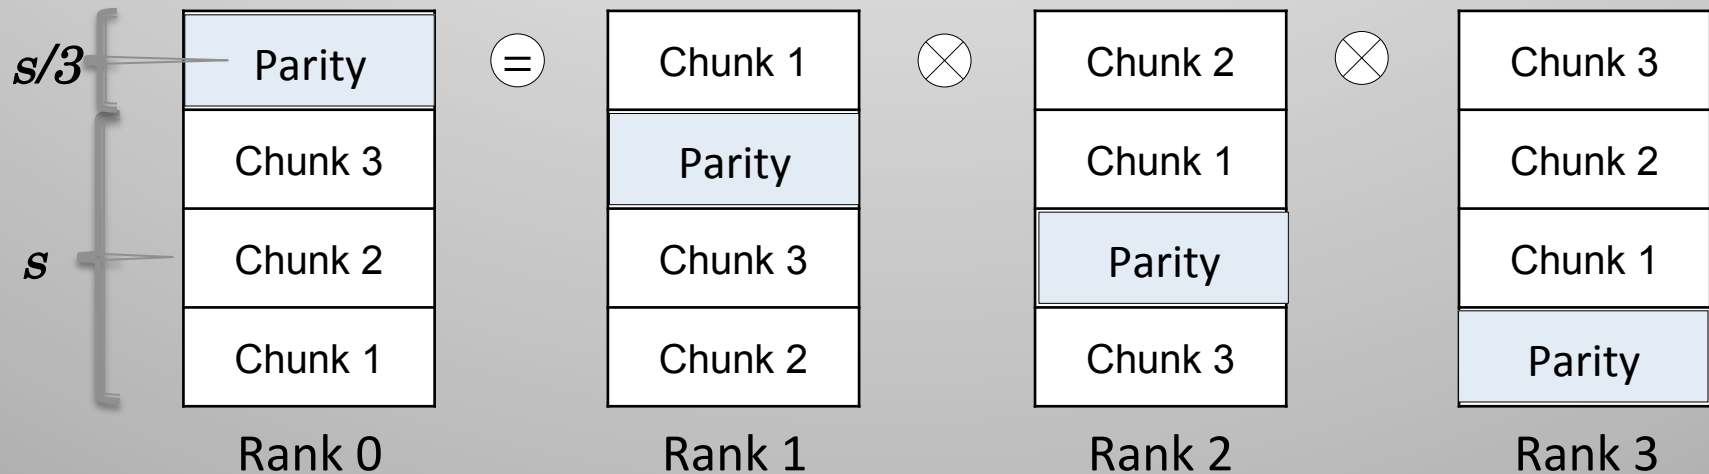 s/3 Parity = Chunk 1 ⊗ Chunk 2 ⊗ Chunk 3
Chunk 3 Parity Chunk 1 Chunk 2
s Chunk 2 Chunk 3 Parity Chunk 1
Chunk 1 Chunk 2 Chunk 3 Parity
Rank 0 Rank 1 Rank 2 Rank 3